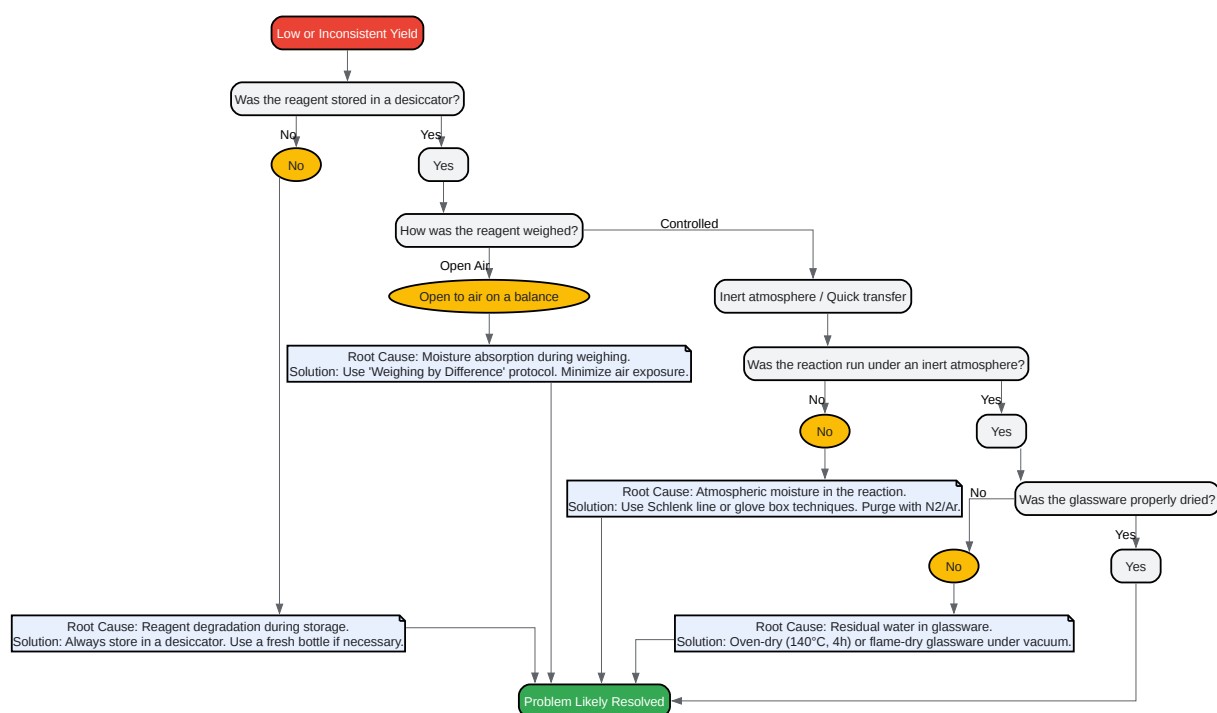 Low or Inconsistent Yield
Was the reagent stored in a desiccator?
No
Yes
No
Yes
How was the reagent weighed?
Controlled
Open Air
Open to air on a balance
Inert atmosphere / Quick transfer
Root Cause: Moisture absorption during weighing.
Solution: Use 'Weighing by Difference' protocol. Minimize air exposure.
Was the reaction run under an inert atmosphere?
No
Yes
No
Yes
Root Cause: Atmospheric moisture in the reaction.
Solution: Use Schlenk line or glove box techniques. Purge with N2/Ar.
Was the glassware properly dried?
No
Yes
No
Yes
Root Cause: Reagent degradation during storage.
Solution: Always store in a desiccator. Use a fresh bottle if necessary.
Root Cause: Residual water in glassware.
Solution: Oven-dry (140°C, 4h) or flame-dry glassware under vacuum.
Problem Likely Resolved